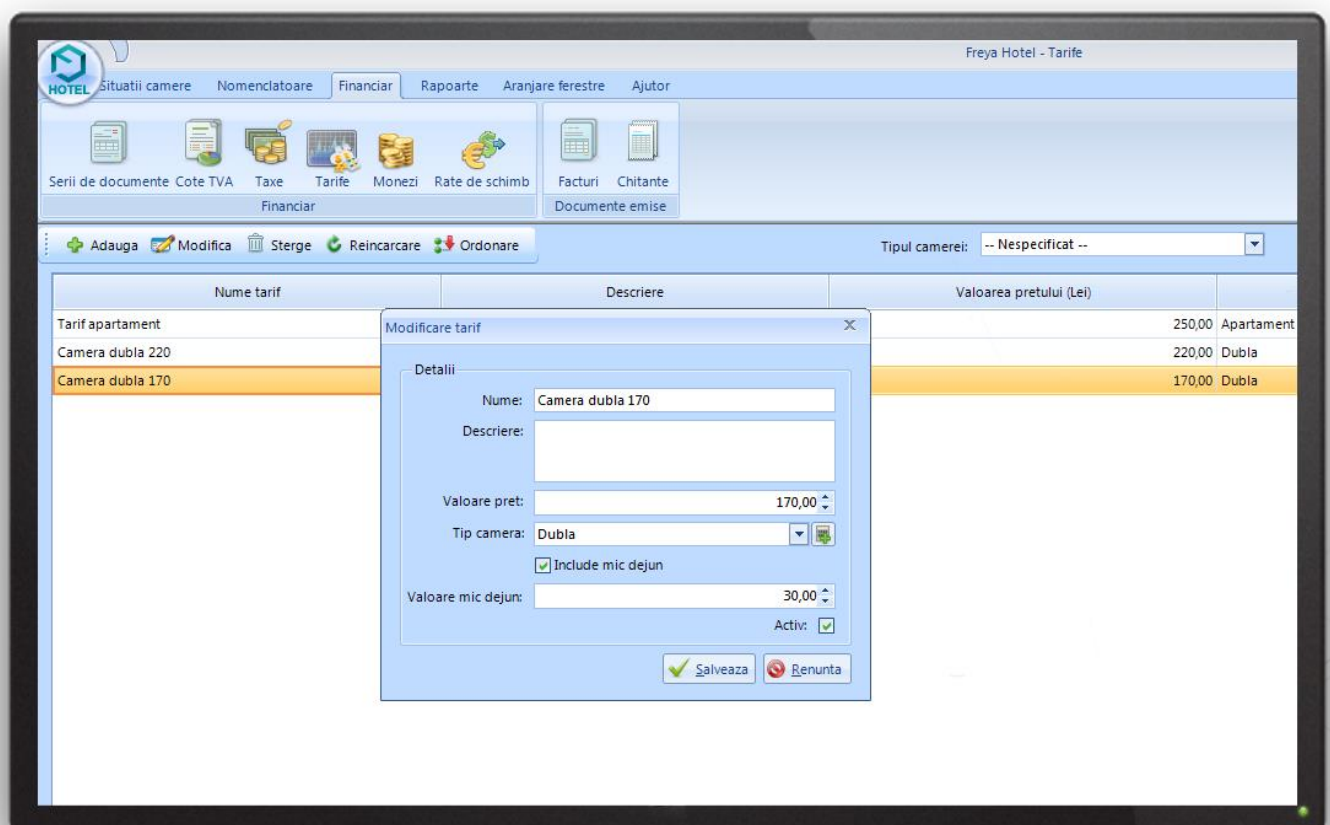 Freya Hotel - Tarife
HOTEL
Situatii camere Nomenclatoare Financiar Rapoarte Aranjare ferestre Ajutor
Serii de documente Cote TVA Taxe Tarife Monezi Rate de schimb Facturi Chitante
Financiar Documente emise
Adauga Modifica Sterge Reincarcare Ordonare Tipul camerei: -- Nespecificat --
Nume tarif Descriere Valoarea pretului (Lei)
Tarif apartament 250,00 Apartament
Camera dubla 220 220,00 Dubla
Camera dubla 170 170,00 Dubla
Modificare tarif
Detalii
Nume: Camera dubla 170
Descriere:
Valoare pret: 170,00
Tip camera: Dubla
Include mic dejun
Valoare mic dejun: 30,00
Activ:
Salveaza Renunta